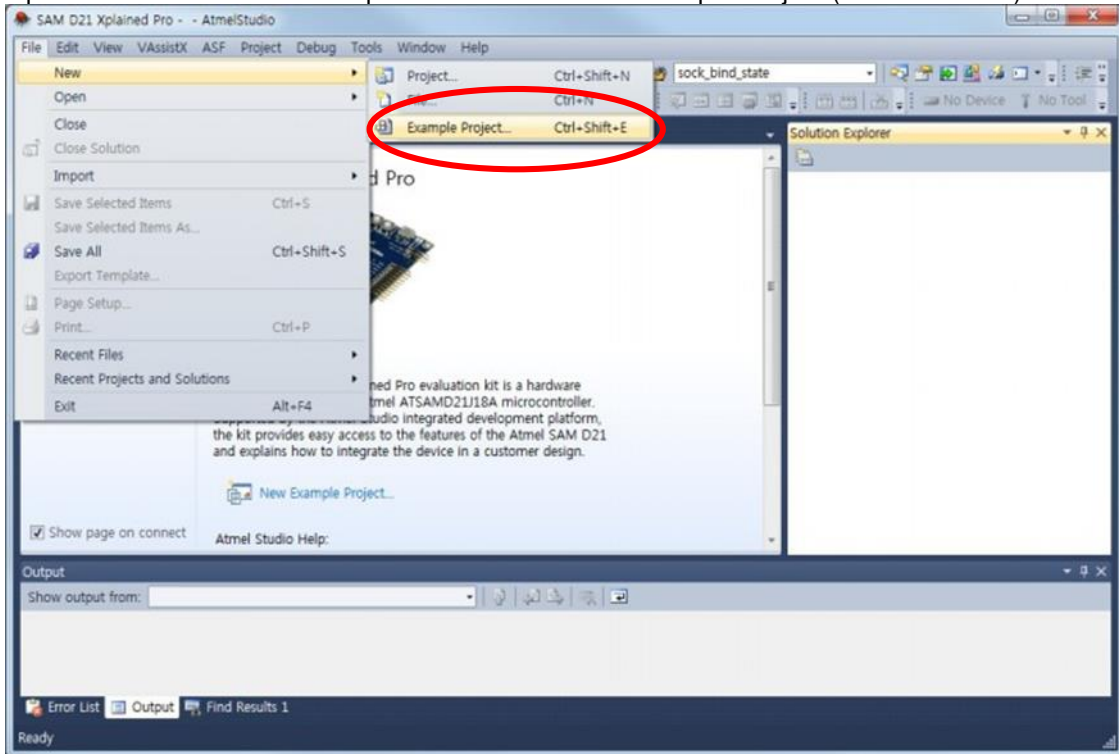 SAM D21 Xplained Pro - - AtmelStudio
File Edit View VAssistX ASF Project Debug Tools Window Help
New
Project... Ctrl+Shift+N
sock_bind_state
Open
File... Ctrl+N
No Device No Tool
Close
Example Project... Ctrl+Shift+E
Solution Explorer
Close Solution
Import
d Pro
Save Selected Items Ctrl+S
Save Selected Items As...
Save All Ctrl+Shift+S
Export Template...
Page Setup...
Print... Ctrl+P
Recent Files
Recent Projects and Solutions
ned Pro evaluation kit is a hardware
Exit Alt+F4
tmel ATSAMD21J18A microcontroller.
Supported by the Atmel Studio integrated development platform,
the kit provides easy access to the features of the Atmel SAM D21
and explains how to integrate the device in a customer design.
New Example Project...
Show page on connect
Atmel Studio Help:
Output
Show output from:
Error List Output Find Results 1
Ready